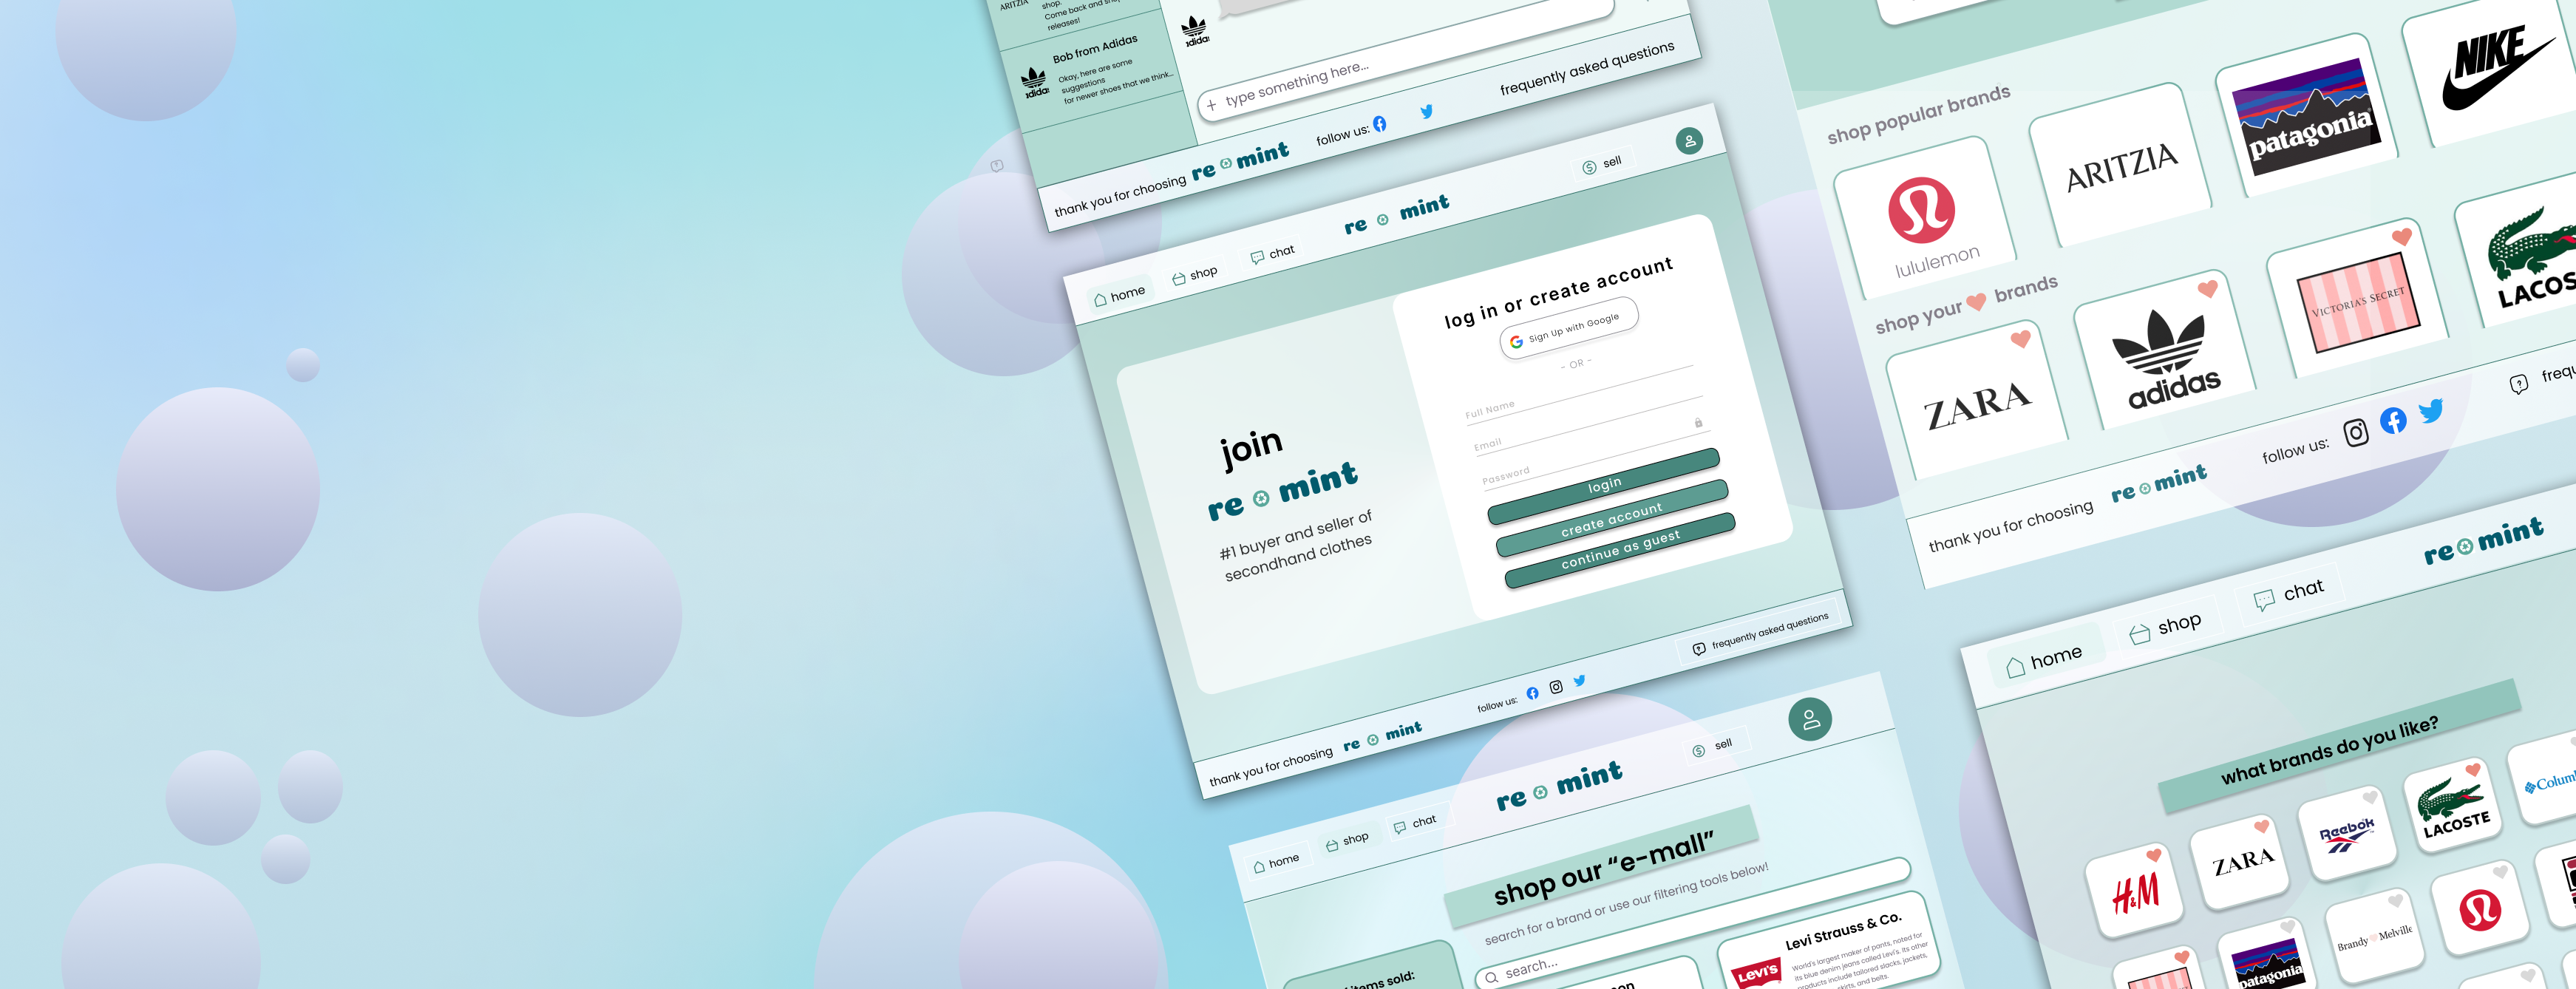 ARITZIA
shop.
Come back and
releases!
Bob from Adidas
Okay, here are some
suggestions
for newer shoes that we think...
adidas
adidas
+ type something here...
thank you for choosing re mint
follow us:
frequently asked questions
home
shop
chat
re mint
sell
join
re mint
#1 buyer and seller of
secondhand clothes
log in or create account
Sign Up with Google
- OR -
Full Name
Email
Password
login
create account
continue as guest
thank you for choosing re mint
follow us:
frequently asked questions
home
shop
chat
re mint
sell
shop our “e-mall”
search for a brand or use our filtering tools below!
search...
items sold:
Levi Strauss & Co.
Levi's
World's largest maker of pants, noted for
its blue denim jeans called Levi's. Its other
products include tailored slacks, jackets,
skirts, and belts.
shop popular brands
lululemon
ARITZIA
patagonia
NIKE
shop your brands
ZARA
adidas
VICTORIA'S SECRET
LACOS
thank you for choosing re mint
follow us:
frequ
home
shop
chat
re mint
what brands do you like?
H&M
ZARA
Reebok
LACOSTE
Colum
patagonia
Brandy Melville